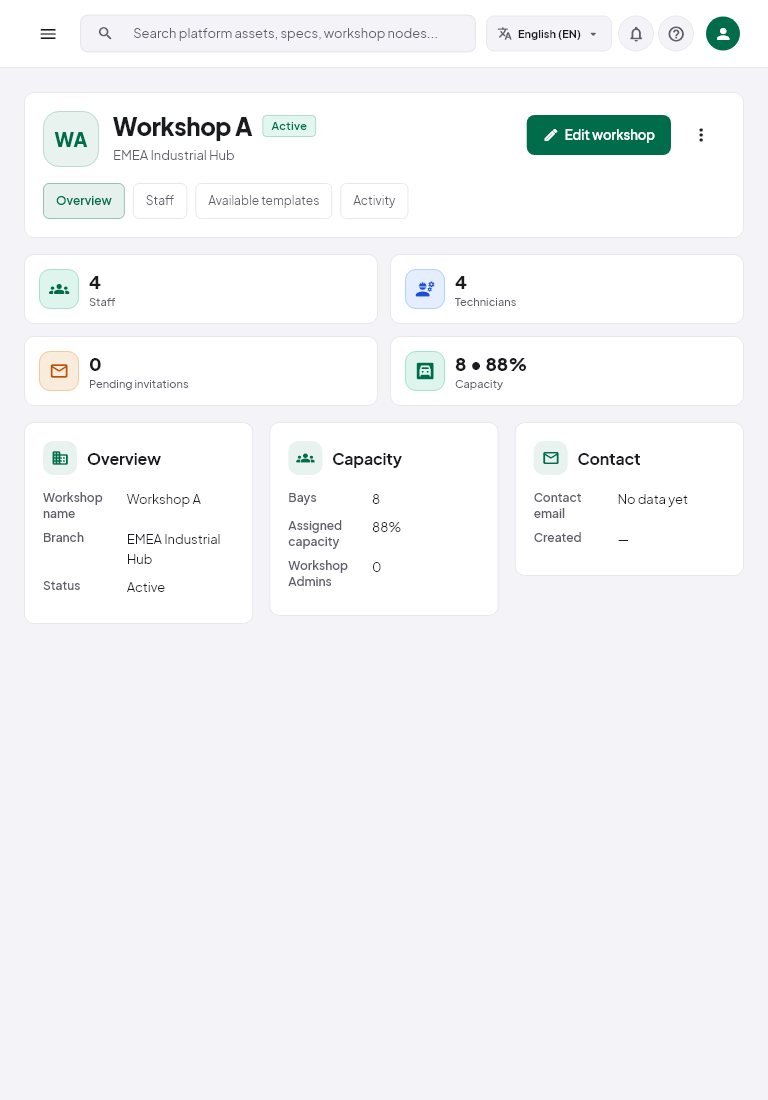 Search platform assets, specs, workshop nodes...
English (EN)
WA
Workshop A
Active
EMEA Industrial Hub
Edit workshop
Overview
Staff
Available templates
Activity
4
Staff
4
Technicians
0
Pending invitations
8 • 88%
Capacity
Overview
Workshop name
Workshop A
Branch
EMEA Industrial Hub
Status
Active
Capacity
Bays
8
Assigned capacity
88%
Workshop Admins
0
Contact
Contact email
No data yet
Created
—